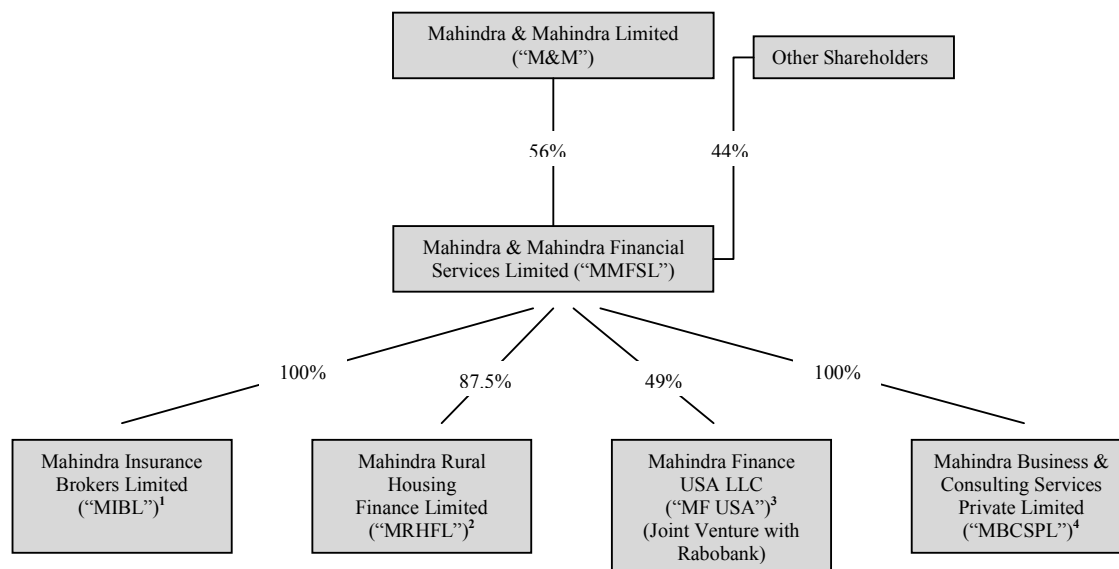 Mahindra & Mahindra Limited
(“M&M”)
Other Shareholders
56%
44%
Mahindra & Mahindra Financial
Services Limited (“MMFSL”)
100%
87.5%
49%
100%
Mahindra Insurance
Brokers Limited
(“MIBL”)¹
Mahindra Rural
Housing
Finance Limited
(“MRHFL”)²
Mahindra Finance
USA LLC
(“MF USA”)³
(Joint Venture with
Rabobank)
Mahindra Business &
Consulting Services
Private Limited
(“MBCSPL”)⁴